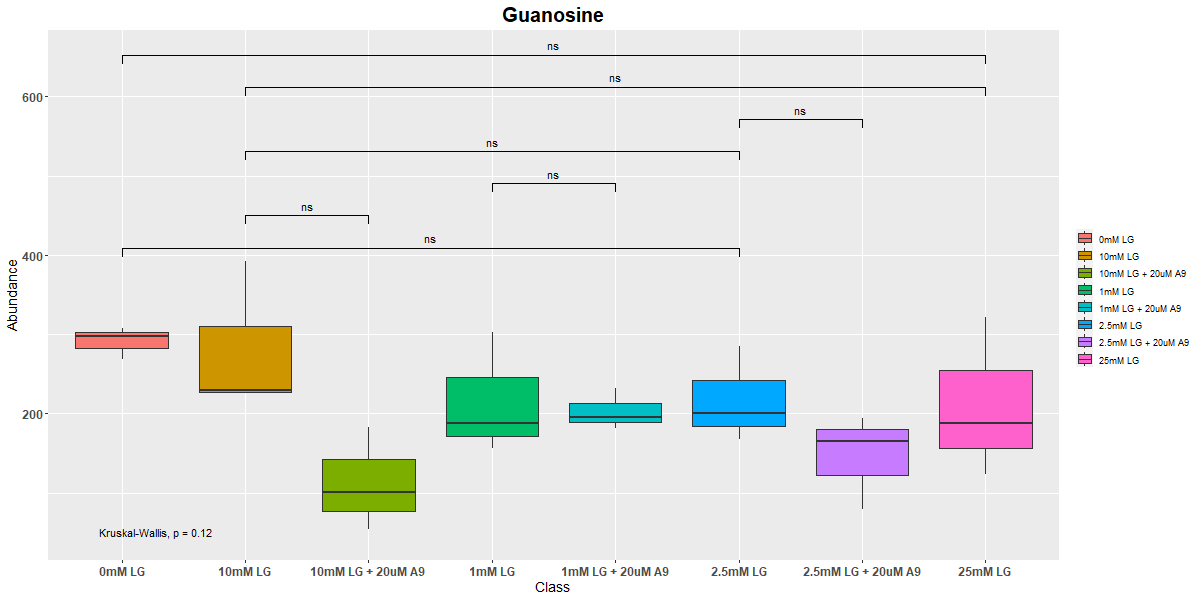 Guanosine
ns
ns
ns
ns
ns
ns
ns
600
400
200
Abundance
Kruskal-Wallis, p = 0.12
0mM LG
10mM LG
10mM LG + 20uM A9
1mM LG
1mM LG + 20uM A9
2.5mM LG
2.5mM LG + 20uM A9
25mM LG
Class
0mM LG
10mM LG
10mM LG + 20uM A9
1mM LG
1mM LG + 20uM A9
2.5mM LG
2.5mM LG + 20uM A9
25mM LG